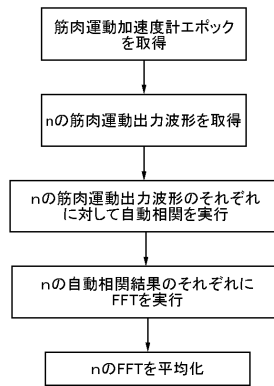 筋肉運動加速度計エポック
を取得
nの筋肉運動出力波形を取得
nの筋肉運動出力波形のそれぞれ
に対して自動相関を実行
nの自動相関結果のそれぞれに
FFTを実行
nのFFTを平均化